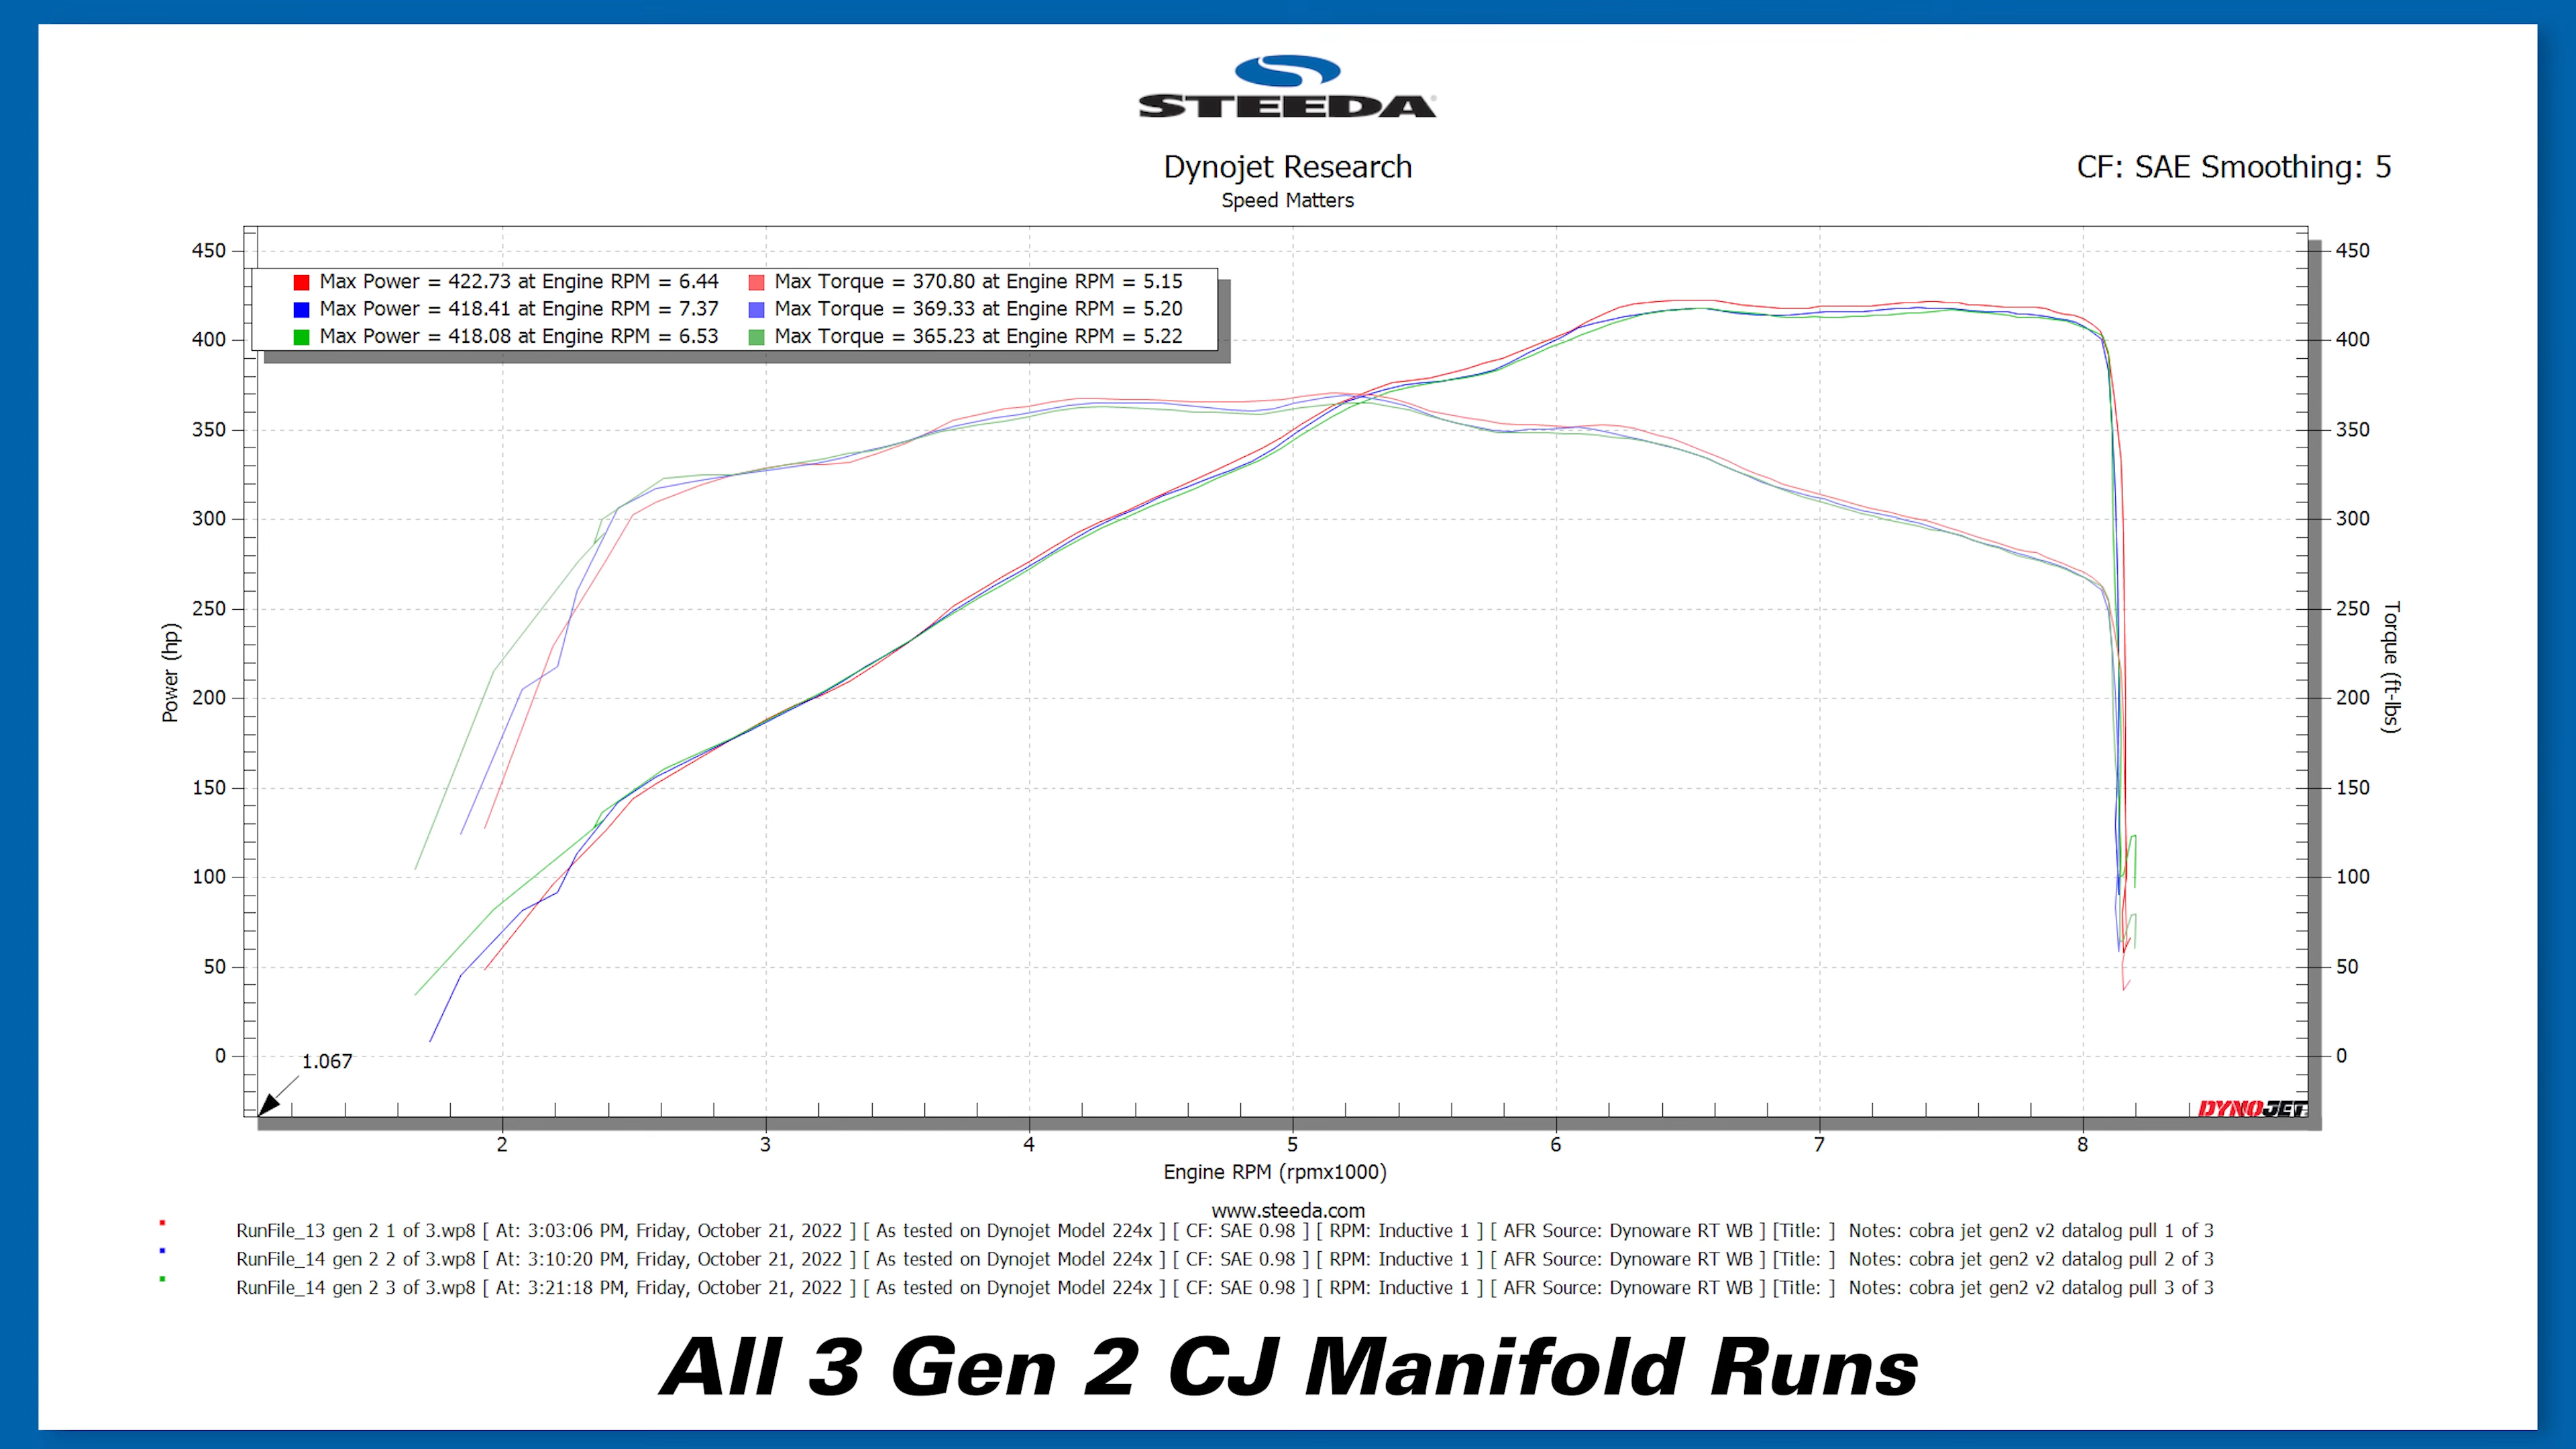 STEEDA
Dynojet Research
CF: SAE Smoothing: 5
Speed Matters
450
400
350
300
250
200
150
100
50
0
Power (hp)
Max Power = 422.73 at Engine RPM = 6.44 Max Torque = 370.80 at Engine RPM = 5.15
Max Power = 418.41 at Engine RPM = 7.37 Max Torque = 369.33 at Engine RPM = 5.20
Max Power = 418.08 at Engine RPM = 6.53 Max Torque = 365.23 at Engine RPM = 5.22
450
400
350
300
250
200
150
100
50
0
Torque (ft-lbs)
1.067
DYNOJET
2 3 4 5 6 7 8
Engine RPM (rpmx1000)
www.steeda.com
RunFile_13 gen 2 1 of 3.wp8 [ At: 3:03:06 PM, Friday, October 21, 2022 ] [ As tested on Dynojet Model 224x ] [ CF: SAE 0.98 ] [ RPM: Inductive 1 ] [ AFR Source: Dynoware RT WB ] [Title: ] Notes: cobra jet gen2 v2 datalog pull 1 of 3
RunFile_14 gen 2 2 of 3.wp8 [ At: 3:10:20 PM, Friday, October 21, 2022 ] [ As tested on Dynojet Model 224x ] [ CF: SAE 0.98 ] [ RPM: Inductive 1 ] [ AFR Source: Dynoware RT WB ] [Title: ] Notes: cobra jet gen2 v2 datalog pull 2 of 3
RunFile_14 gen 2 3 of 3.wp8 [ At: 3:21:18 PM, Friday, October 21, 2022 ] [ As tested on Dynojet Model 224x ] [ CF: SAE 0.98 ] [ RPM: Inductive 1 ] [ AFR Source: Dynoware RT WB ] [Title: ] Notes: cobra jet gen2 v2 datalog pull 3 of 3
All 3 Gen 2 CJ Manifold Runs